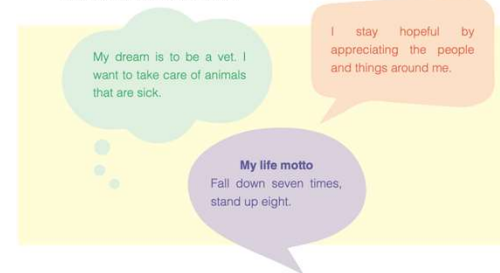 My dream is to be a vet. I
want to take care of animals
that are sick.
I stay hopeful by
appreciating the people
and things around me.
My life motto
Fall down seven times,
stand up eight.